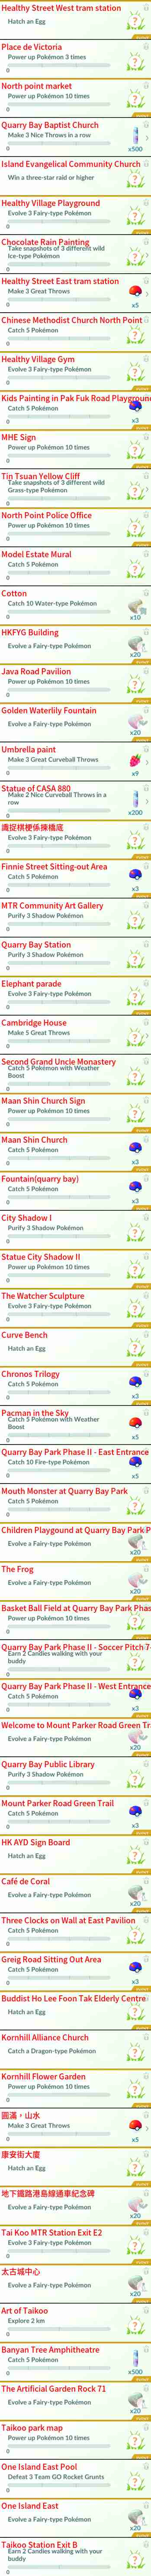 Healthy Street West tram station
Hatch an Egg
Place de Victoria
Power up Pokémon 3 times
0
North point market
Power up Pokémon 10 times
0
Quarry Bay Baptist Church
Make 3 Nice Throws in a row
0
x500
Island Evangelical Community Church
Win a three-star raid or higher
Healthy Village Playground
Evolve 3 Fairy-type Pokémon
0
Chocolate Rain Painting
Take snapshots of 3 different wild
Ice-type Pokémon
0
Healthy Street East tram station
Make 3 Great Throws
0
x5
Chinese Methodist Church North Point
Catch 5 Pokémon
0
Healthy Village Gym
Evolve 3 Fairy-type Pokémon
0
Kids Painting in Pak Fuk Road Playground
Catch 5 Pokémon
0
x3
MHE Sign
Power up Pokémon 10 times
0
Tin Tsuan Yellow Cliff
Take snapshots of 3 different wild
Grass-type Pokémon
0
North Point Police Office
Power up Pokémon 10 times
0
Model Estate Mural
Catch 5 Pokémon
0
Cotton
Catch 10 Water-type Pokémon
0
x10
HKFYG Building
Evolve a Fairy-type Pokémon
x20
Java Road Pavilion
Power up Pokémon 10 times
0
Golden Waterlily Fountain
Evolve a Fairy-type Pokémon
x20
Umbrella paint
Make 3 Great Curveball Throws
0
x9
Statue of CASA 880
Make 2 Nice Curveball Throws in a
row
0
x200
Evolve 3 Fairy-type Pokémon
0
Finnie Street Sitting-out Area
Catch 5 Pokémon
0
x3
MTR Community Art Gallery
Purify 3 Shadow Pokémon
0
Quarry Bay Station
Purify 3 Shadow Pokémon
0
Elephant parade
Evolve 3 Fairy-type Pokémon
0
Cambridge House
Make 5 Great Throws
0
Second Grand Uncle Monastery
Catch 5 Pokémon with Weather
Boost
0
Maan Shin Church Sign
Power up Pokémon 10 times
0
Maan Shin Church
Catch 5 Pokémon
0
x3
Fountain(quarry bay)
Catch 5 Pokémon
0
x3
City Shadow I
Purify 3 Shadow Pokémon
0
Statue City Shadow II
Power up Pokémon 10 times
0
The Watcher Sculpture
Evolve 3 Fairy-type Pokémon
0
Curve Bench
Hatch an Egg
Chronos Trilogy
Catch 5 Pokémon
0
x3
Pacman in the Sky
Catch 5 Pokémon with Weather
Boost
0
x5
Quarry Bay Park Phase II - East Entrance
Catch 10 Fire-type Pokémon
0
x5
Mouth Monster at Quarry Bay Park
Catch 5 Pokémon
0
Children Playgound at Quarry Bay Park P
Evolve a Fairy-type Pokémon
x20
The Frog
Evolve a Fairy-type Pokémon
x20
Basket Ball Field at Quarry Bay Park Phas
Power up Pokémon 10 times
0
Quarry Bay Park Phase II - Soccer Pitch 7-
Earn 2 Candies walking with your
buddy
0
Quarry Bay Park Phase II - West Entrance
Catch 5 Pokémon
0
x3
Welcome to Mount Parker Road Green Tr
Evolve a Fairy-type Pokémon
x20
Quarry Bay Public Library
Purify 3 Shadow Pokémon
0
Mount Parker Road Green Trail
Catch 5 Pokémon
0
x3
HK AYD Sign Board
Hatch an Egg
Café de Coral
Evolve a Fairy-type Pokémon
x20
Three Clocks on Wall at East Pavilion
Catch 5 Pokémon
0
Greig Road Sitting Out Area
Catch 5 Pokémon
0
x3
Buddist Ho Lee Foon Tak Elderly Centre
Hatch an Egg
Kornhill Alliance Church
Catch a Dragon-type Pokémon
Kornhill Flower Garden
Power up Pokémon 10 times
0
圓滿，山水
Make 3 Great Throws
0
x5
康安街大廈
Hatch an Egg
地下鐵路港島線通車紀念碑
Evolve a Fairy-type Pokémon
x20
Tai Koo MTR Station Exit E2
Evolve 3 Fairy-type Pokémon
0
太古城中心
Evolve a Fairy-type Pokémon
x20
Art of Taikoo
Explore 2 km
0
Banyan Tree Amphitheatre
Catch 5 Pokémon
0
x500
The Artificial Garden Rock 71
Evolve a Fairy-type Pokémon
x20
Taikoo park map
Power up Pokémon 10 times
0
One Island East Pool
Defeat 3 Team GO Rocket Grunts
0
One Island East
Evolve a Fairy-type Pokémon
x20
Taikoo Station Exit B
Earn 2 Candies walking with your
buddy
0